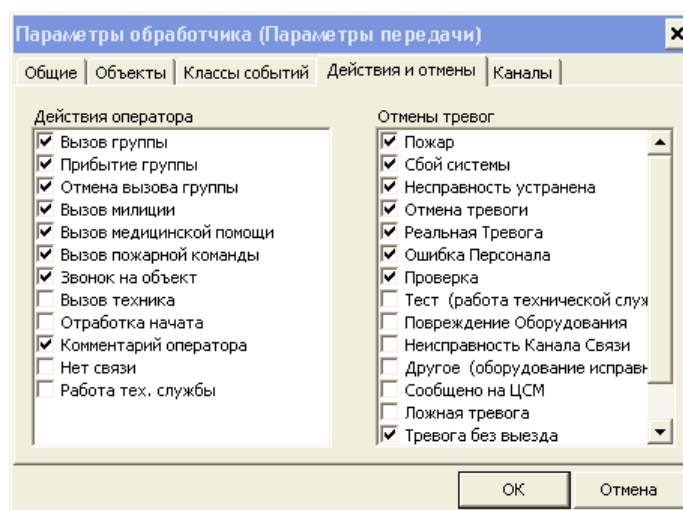 Параметры обработчика (Параметры передачи)
Общие Объекты Классы событий Действия и отмены Каналы
Действия оператора
Вызов группы
Прибытие группы
Отмена вызова группы
Вызов милиции
Вызов медицинской помощи
Вызов пожарной команды
Звонок на объект
Вызов техника
Отработка начата
Комментарий оператора
Нет связи
Работа тех. службы
Отмены тревог
Пожар
Сбой системы
Несправность устранена
Отмена тревоги
Реальная Тревога
Ошибка Персонала
Проверка
Тест (работа технической служ
Повреждение Оборудования
Неисправность Канала Связи
Другое (оборудование исправн
Сообщено на ЦСМ
Ложная тревога
Тревога без выезда
ОК
Отмена